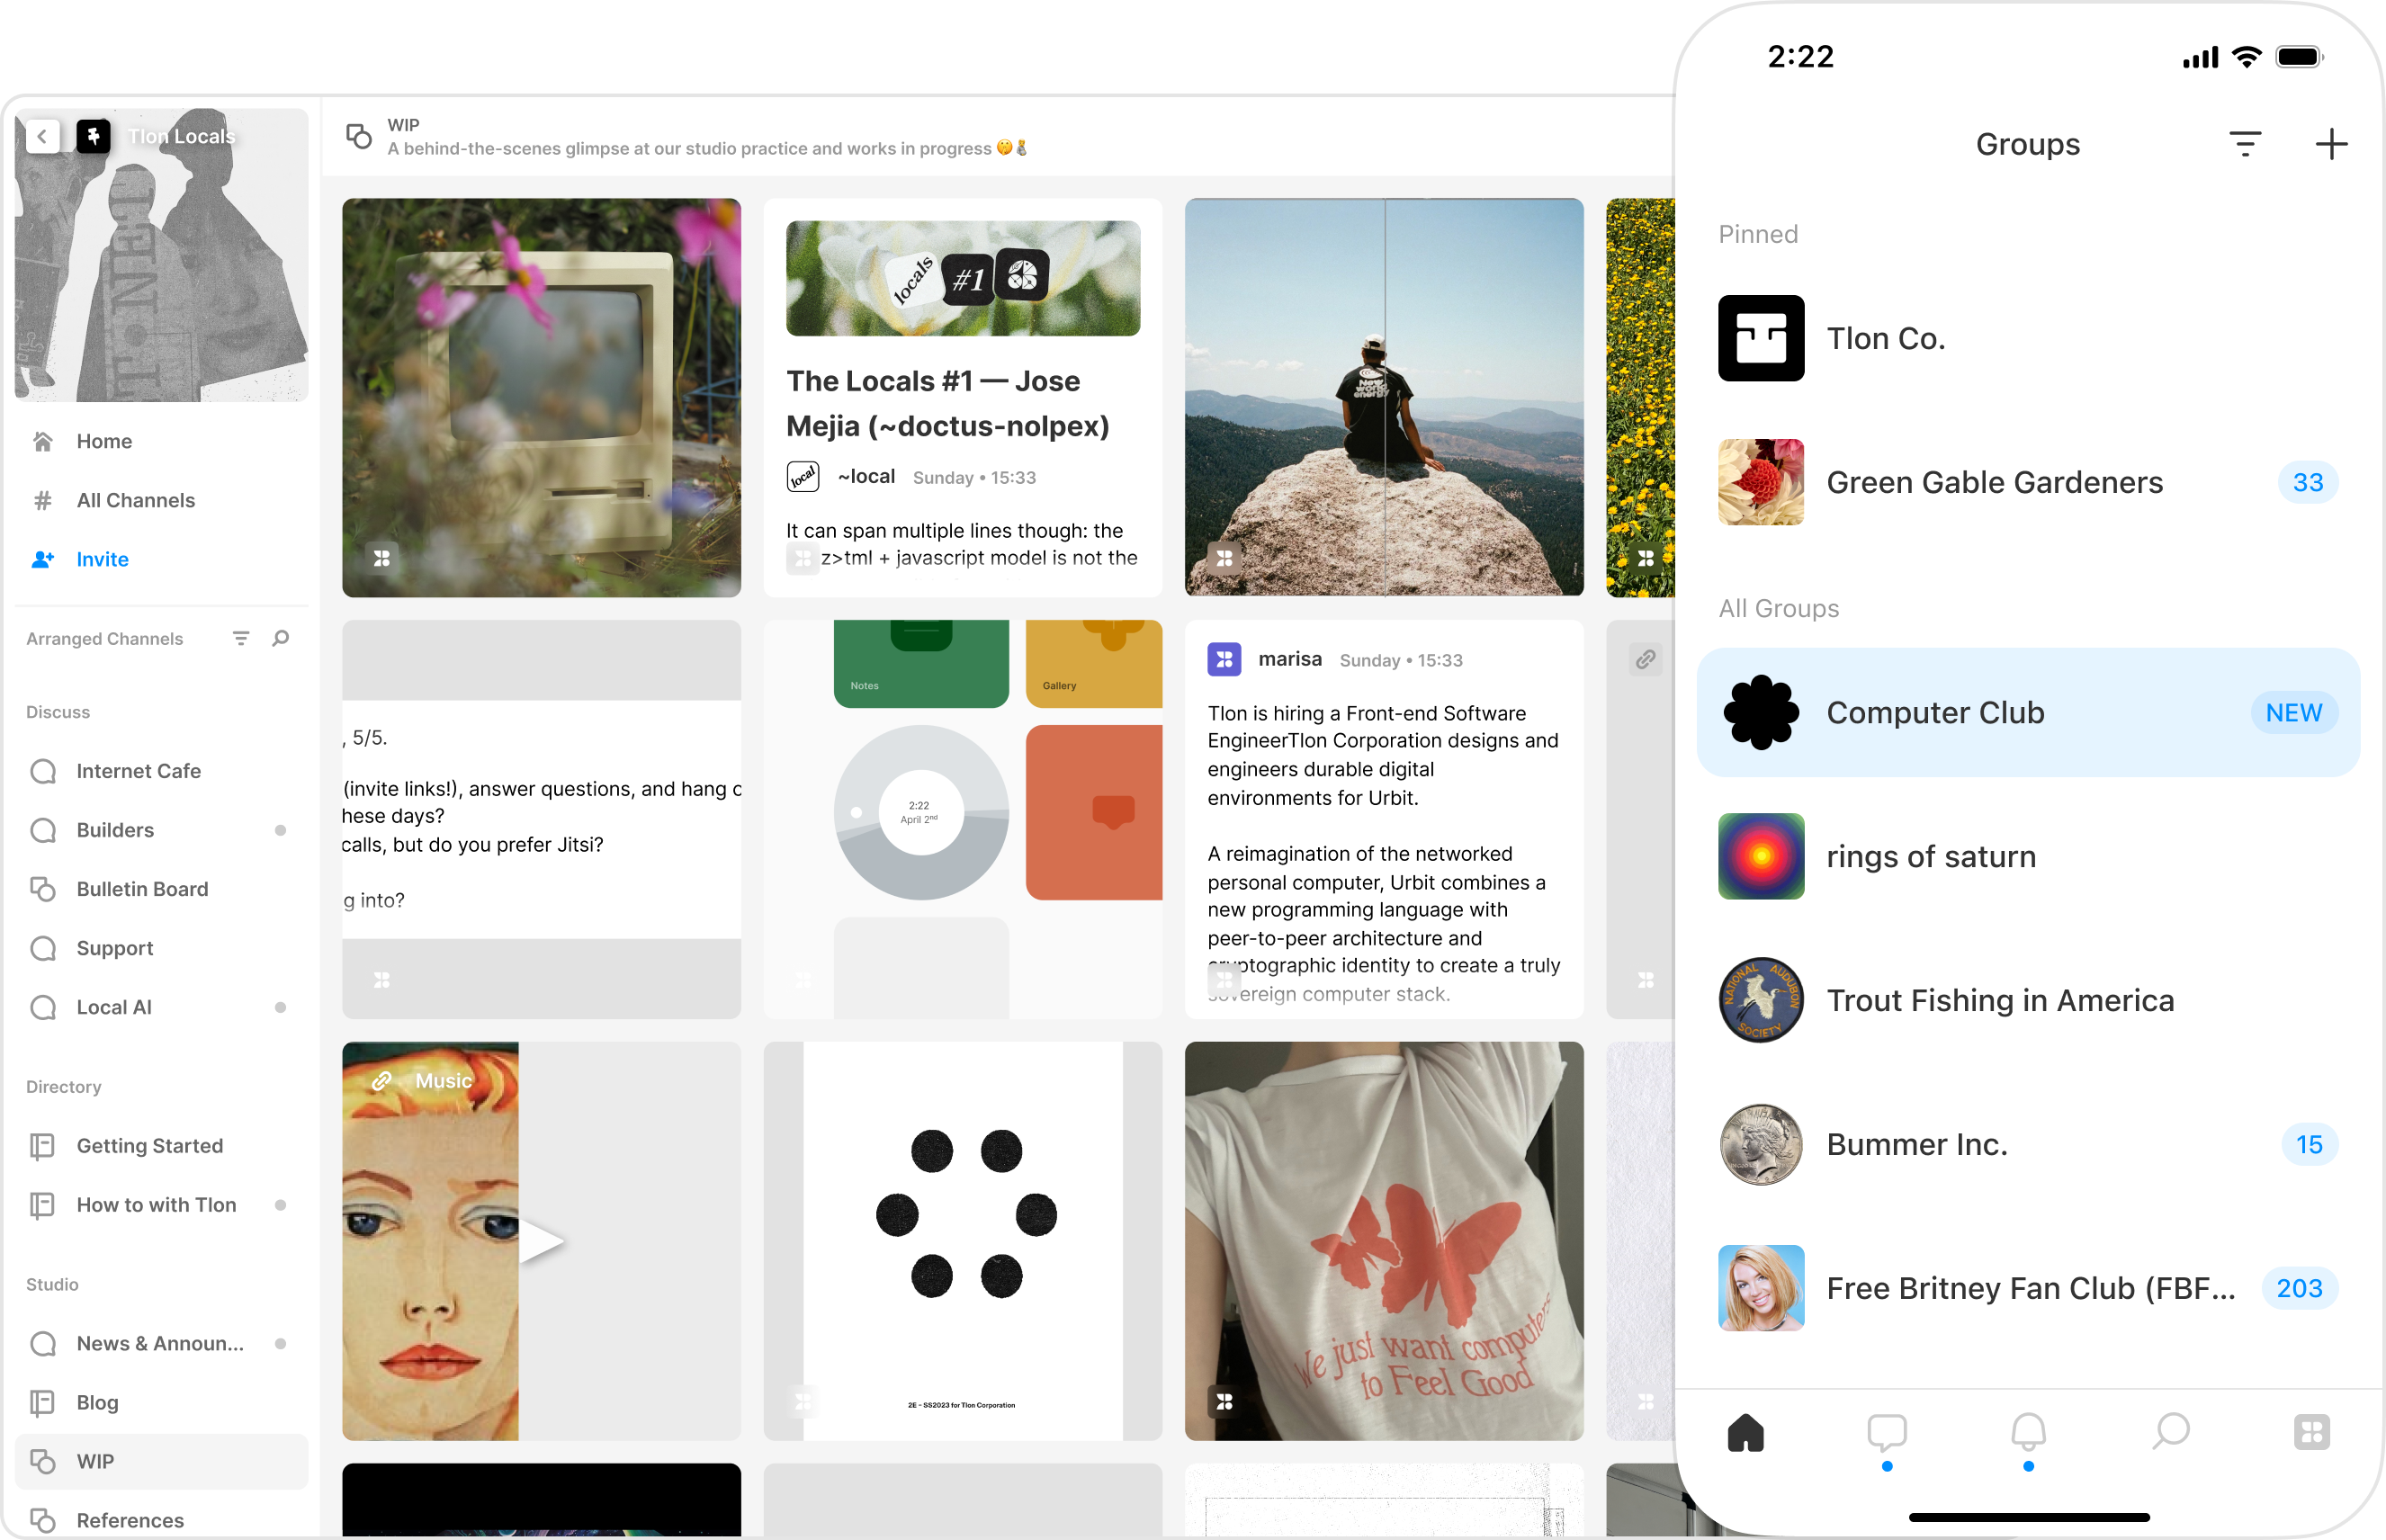 Tlon Locals
Home
All Channels
Invite
Arranged Channels
Discuss
Internet Cafe
Builders
Bulletin Board
Support
Local AI
Directory
Getting Started
How to with Tlon
Studio
News & Announ...
Blog
WIP
References
WIP
A behind-the-scenes glimpse at our studio practice and works in progress
locals
#1
The Locals #1 — Jose
Mejia (~doctus-nolpex)
local
~local
Sunday • 15:33
It can span multiple lines though: the
z>tml + javascript model is not the
New
world
energy
, 5/5.
(invite links!), answer questions, and hang
hese days?
calls, but do you prefer Jitsi?
g into?
Notes
Gallery
2:22
April 2nd
marisa
Sunday • 15:33
Tlon is hiring a Front-end Software
EngineerTlon Corporation designs and
engineers durable digital
environments for Urbit.
A reimagination of the networked
personal computer, Urbit combines a
new programming language with
peer-to-peer architecture and
cryptographic identity to create a truly
sovereign computer stack.
Music
2E - SS2023 for Tlon Corporation
We just want computers
to Feel Good
2:22
Groups
Pinned
Tlon Co.
Green Gable Gardeners
33
All Groups
Computer Club
NEW
rings of saturn
NATIONAL AUDUBON
SOCIETY
Trout Fishing in America
Bummer Inc.
15
Free Britney Fan Club (FBF...
203